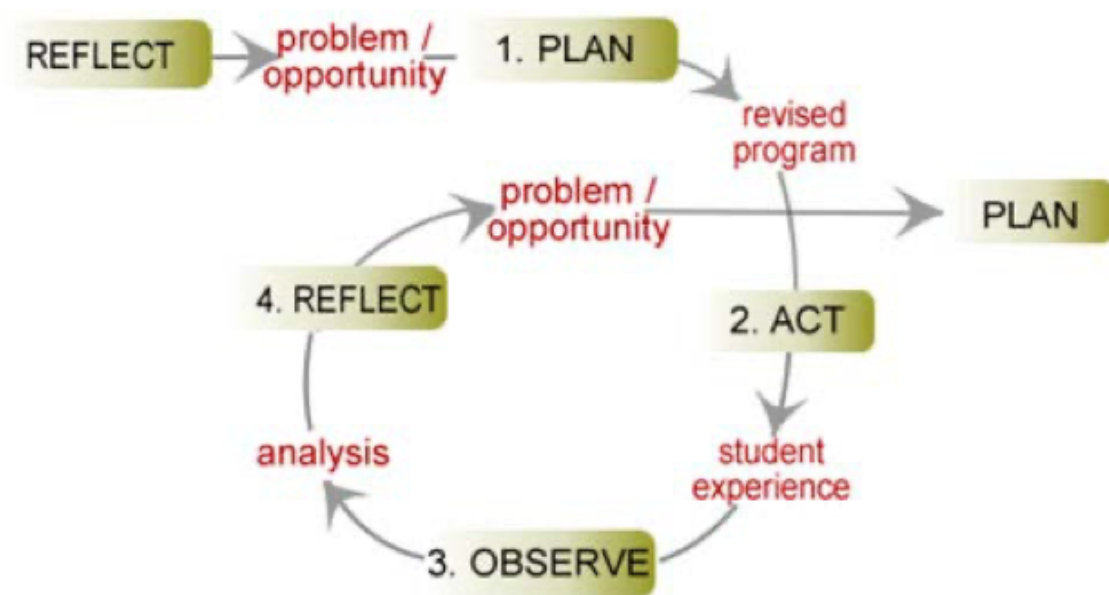 REFLECT
problem /
opportunity
1. PLAN
revised
program
problem /
opportunity
PLAN
4. REFLECT
2. ACT
analysis
student
experience
3. OBSERVE